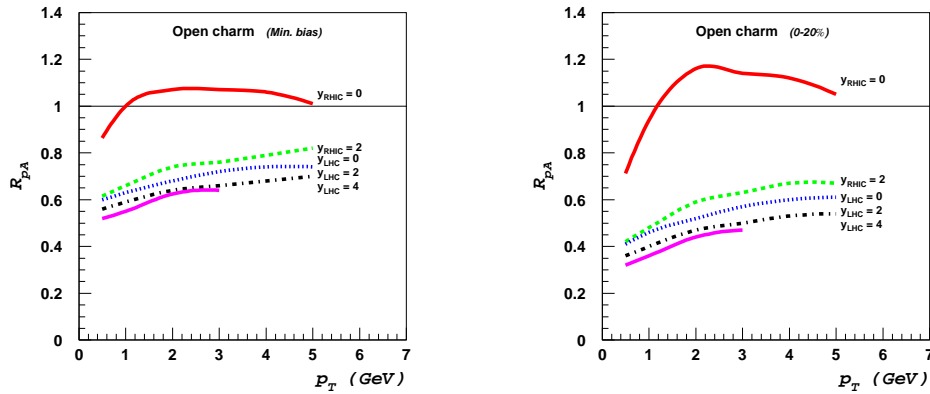 1.4
Open charm (Min. bias)
1.2
y_RHIC = 0
1
R_pA
y_RHIC = 2
0.8
y_LHC = 0
y_LHC = 2
y_LHC = 4
0.6
0.4
0.2
0
0 1 2 3 4 5 6 7
p_T (GeV)
1.4
Open charm (0-20%)
1.2
y_RHIC = 0
1
R_pA
0.8
y_RHIC = 2
y_LHC = 0
0.6
y_LHC = 2
y_LHC = 4
0.4
0.2
0
0 1 2 3 4 5 6 7
p_T (GeV)